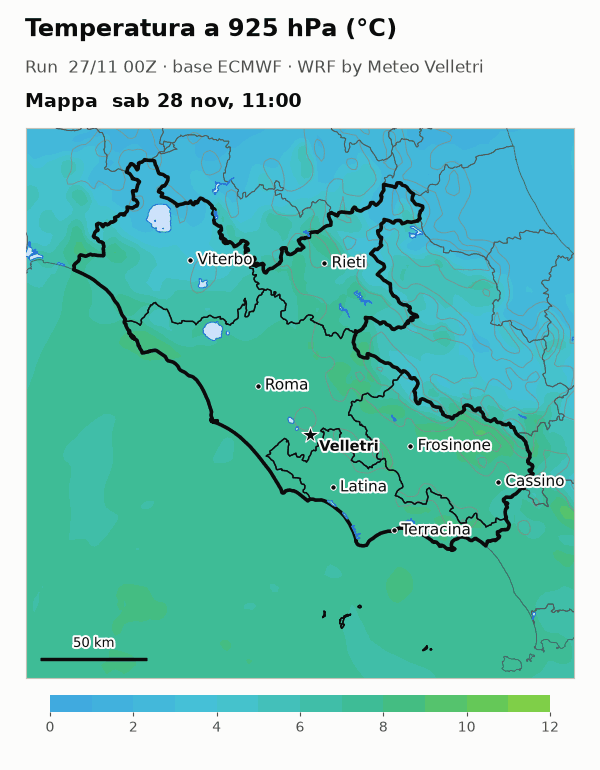 Temperatura a 925 hPa (°C)
Run  27/11 00Z · base ECMWF · WRF by Meteo Velletri
Mappa  sab 28 nov, 11:00
Viterbo
Rieti
Roma
Velletri
Frosinone
Cassino
Latina
Terracina
50 km
0 2 4 6 8 10 12